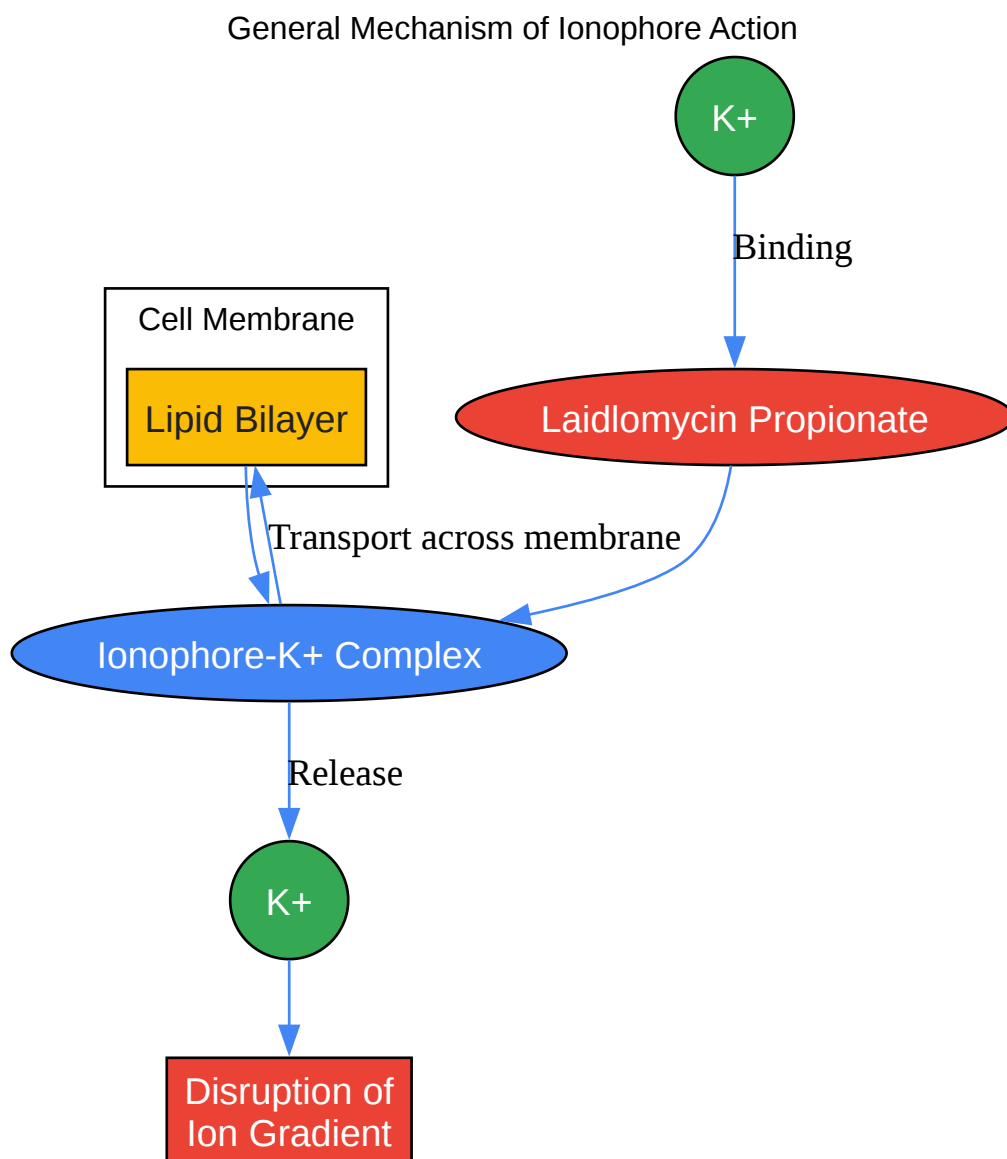 General Mechanism of Ionophore Action
K+
Binding
Cell Membrane
Lipid Bilayer
Laidlomycin Propionate
Transport across membrane
Ionophore-K+ Complex
Release
K+
Disruption of
Ion Gradient